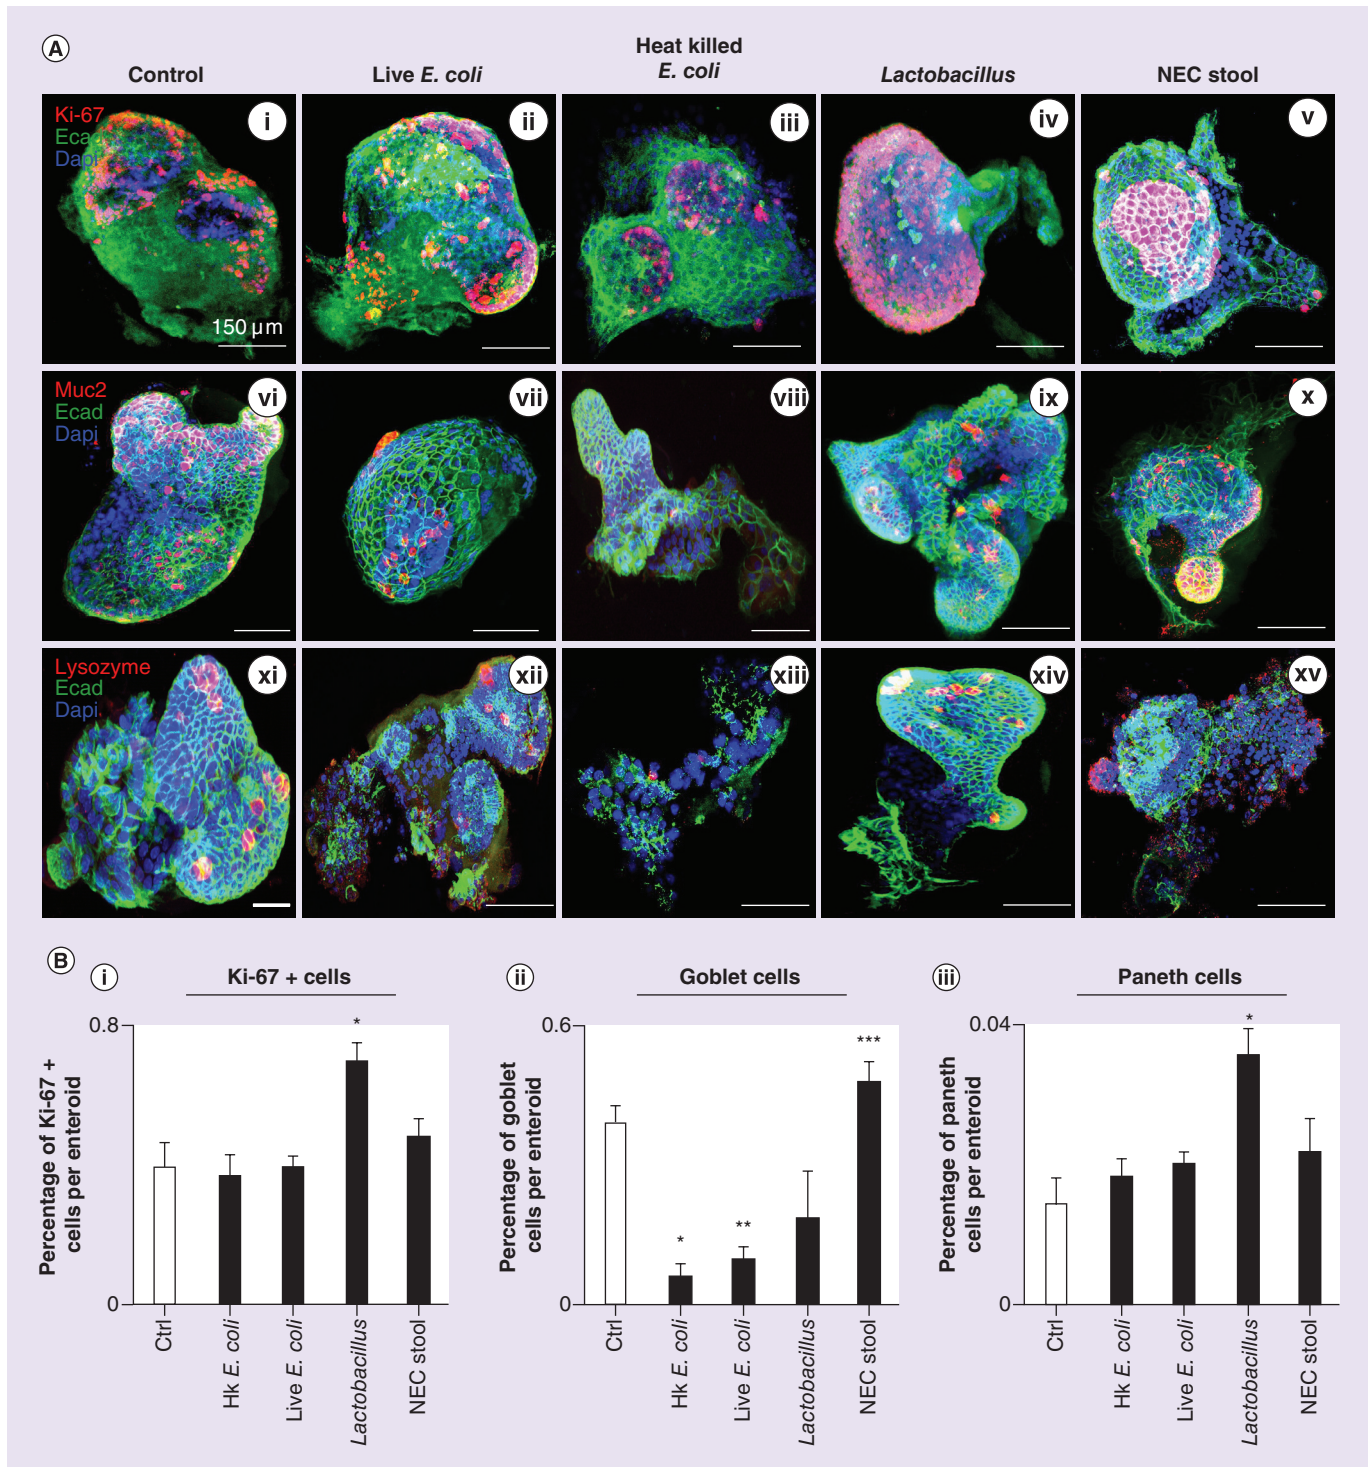 A
Control
Live E. coli
Heat killed
E. coli
Lactobacillus
NEC stool
Ki-67
Ecad
Dapi
i
150 µm
ii
iii
iv
v
Muc2
Ecad
Dapi
vi
vii
viii
ix
x
Lysozyme
Ecad
Dapi
xi
xii
xiii
xiv
xv
B
i
Ki-67 + cells
Percentage of Ki-67 +
cells per enteroid
0.8
0
*
Ctrl
Hk E. coli
Live E. coli
Lactobacillus
NEC stool
ii
Goblet cells
Percentage of goblet
cells per enteroid
0.6
0
*
**
***
Ctrl
Hk E. coli
Live E. coli
Lactobacillus
NEC stool
iii
Paneth cells
Percentage of paneth
cells per enteroid
0.04
0
*
Ctrl
Hk E. coli
Live E. coli
Lactobacillus
NEC stool